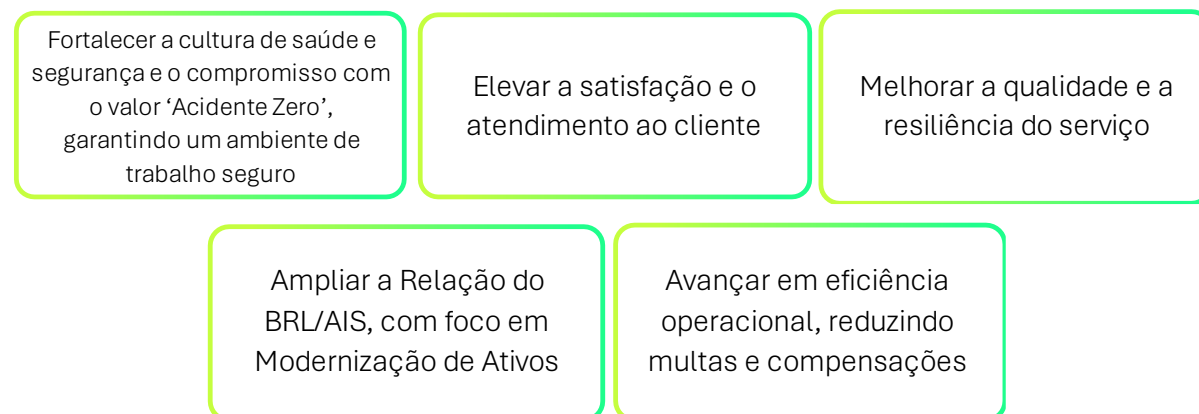 Fortalecer a cultura de saúde e
segurança e o compromisso com
o valor ‘Acidente Zero’,
garantindo um ambiente de
trabalho seguro
Elevar a satisfação e o
atendimento ao cliente
Melhorar a qualidade e a
resiliência do serviço
Ampliar a Relação do
BRL/AIS, com foco em
Modernização de Ativos
Avançar em eficiência
operacional, reduzindo
multas e compensações